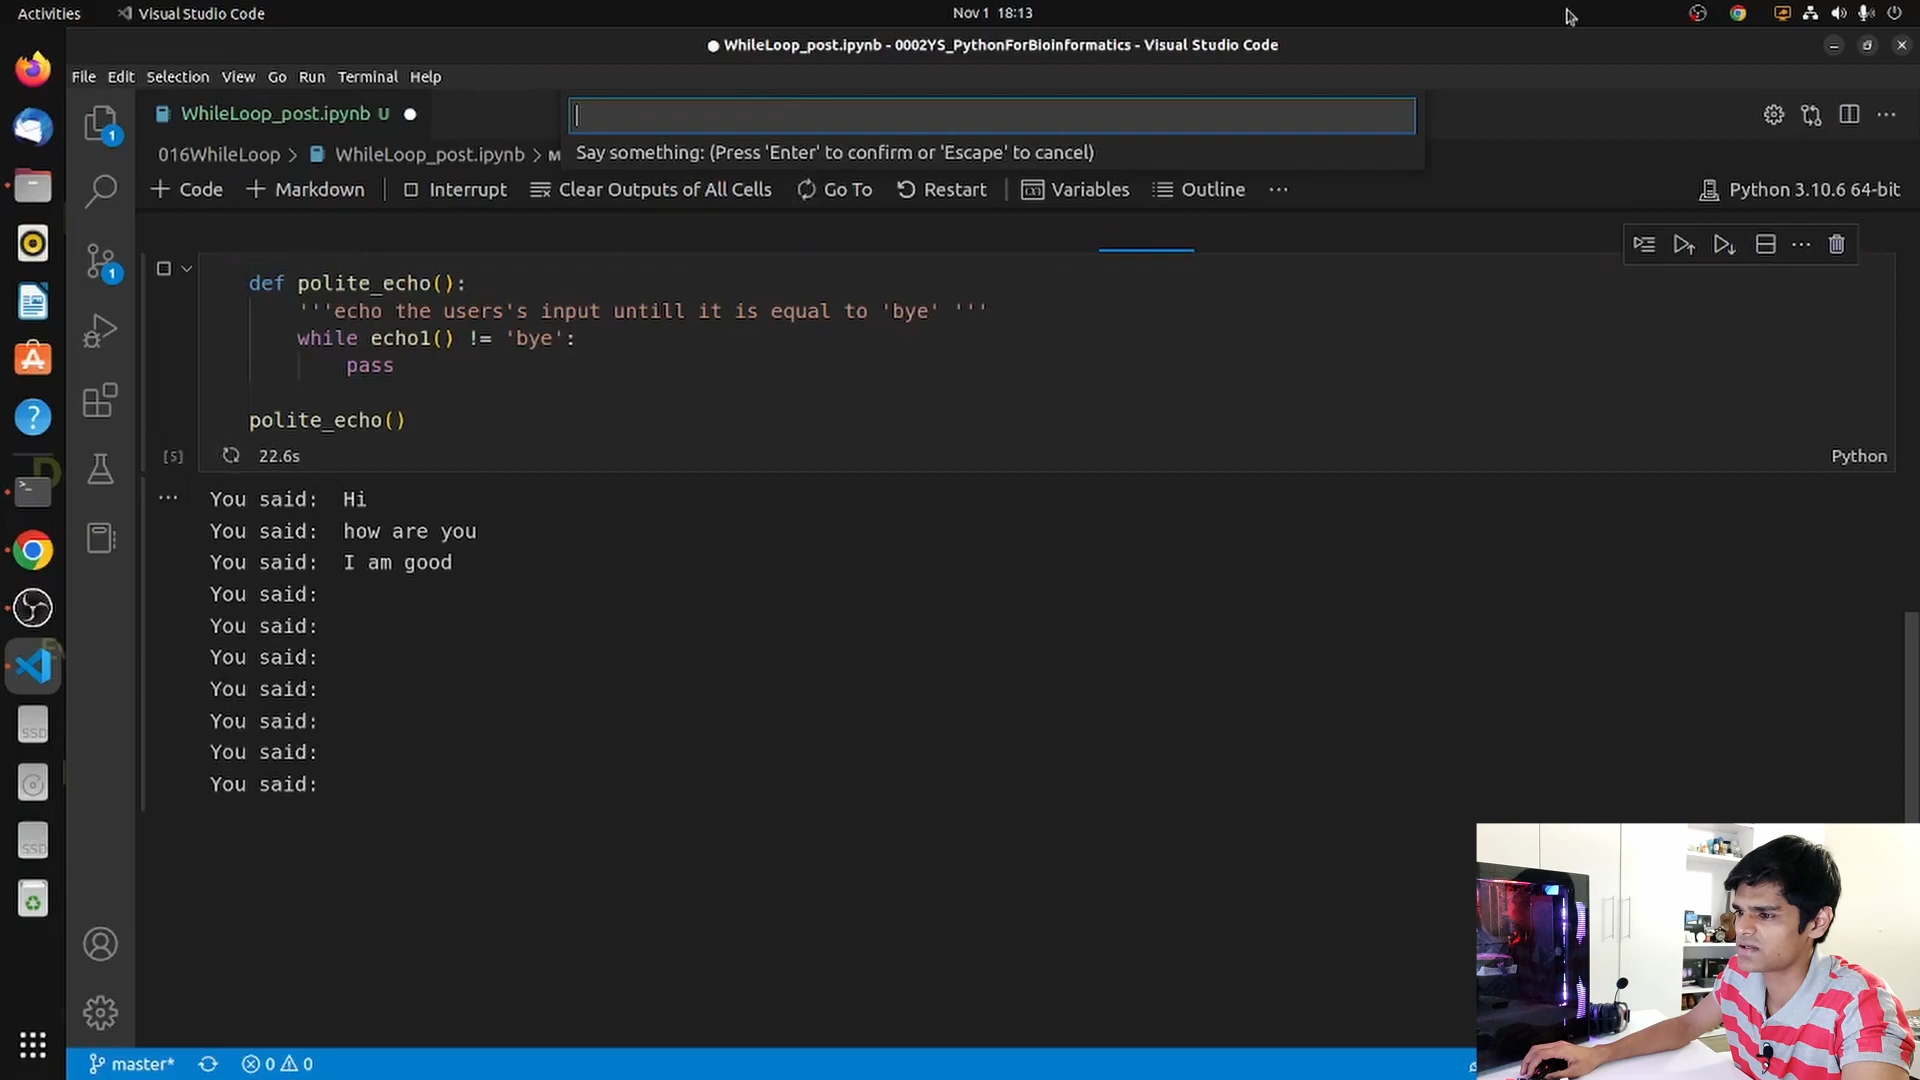 Activities
Visual Studio Code
Nov 1 18:13
WhileLoop_post.ipynb - 0002YS_PythonForBioinformatics - Visual Studio Code
File Edit Selection View Go Run Terminal Help
WhileLoop_post.ipynb U
Say something: (Press 'Enter' to confirm or 'Escape' to cancel)
016WhileLoop > WhileLoop_post.ipynb >
+ Code + Markdown Interrupt Clear Outputs of All Cells Go To Restart Variables Outline ...
Python 3.10.6 64-bit
def polite_echo():
'''echo the users's input untill it is equal to 'bye' '''
while echo1() != 'bye':
pass
polite_echo()
[5] 22.6s Python
You said: Hi
You said: how are you
You said: I am good
You said:
You said:
You said:
You said:
You said:
You said:
You said:
1
1
master* 0 0